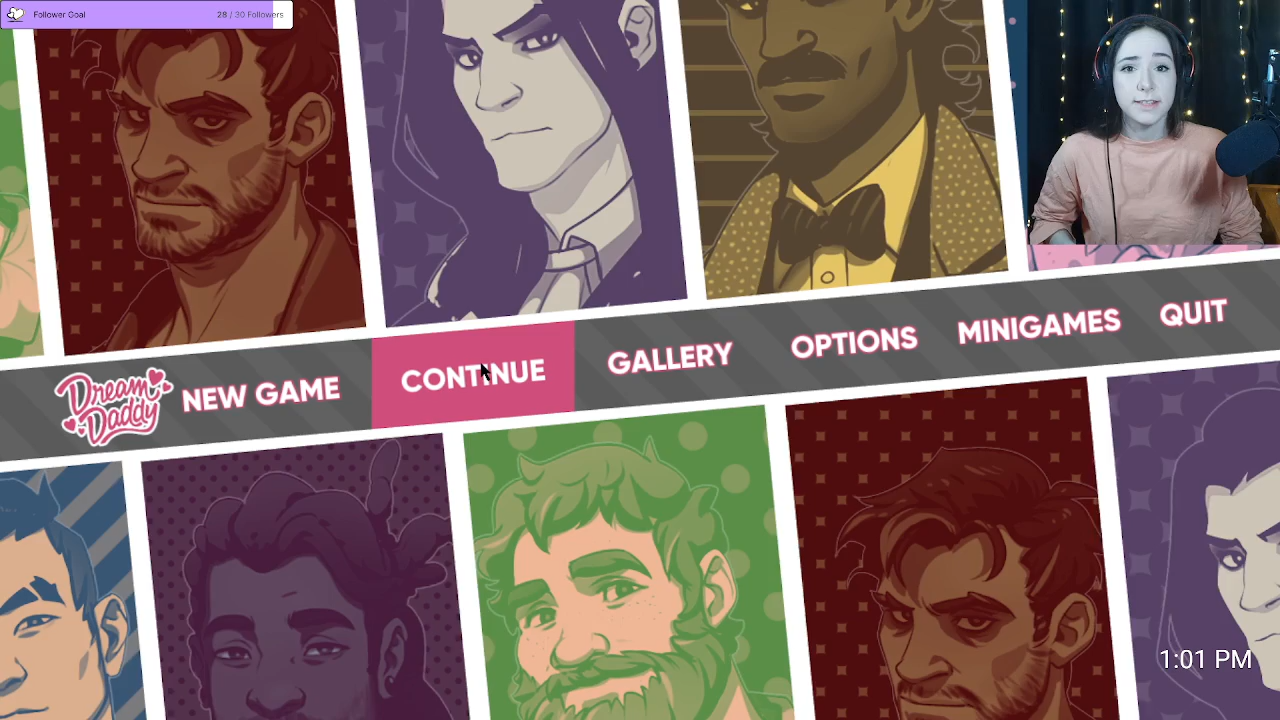 Follower Goal 28 / 30 Followers
Dream Daddy
NEW GAME
CONTINUE
GALLERY
OPTIONS
MINIGAMES
QUIT
1:01 PM